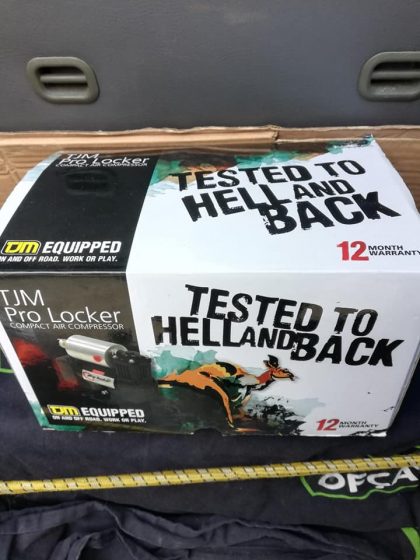 TJM
Pro Locker
COMPACT AIR COMPRESSOR
TJM EQUIPPED
ON AND OFF ROAD. WORK OR PLAY.
TESTED TO
HELL AND
BACK
12 MONTH
WARRANTY
TJM
Pro Locker
COMPACT AIR COMPRESSOR
TJM EQUIPPED
ON AND OFF ROAD. WORK OR PLAY.
TESTED TO
HELL AND BACK
12 MONTH
WARRANTY